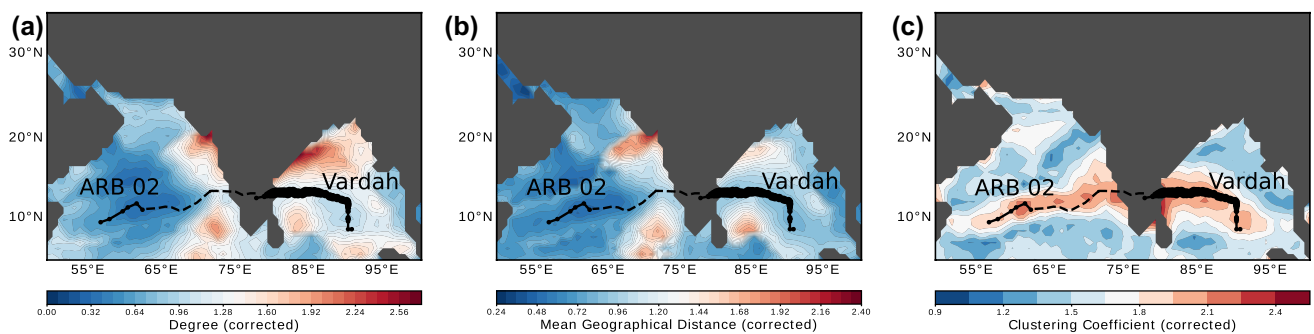 (a)
30°N
20°N
10°N
ARB 02
Vardah
55°E 65°E 75°E 85°E 95°E
0.00 0.32 0.64 0.96 1.28 1.60 1.92 2.24 2.56
Degree (corrected)
(b)
30°N
20°N
10°N
ARB 02
Vardah
55°E 65°E 75°E 85°E 95°E
0.24 0.48 0.72 0.96 1.20 1.44 1.68 1.92 2.16 2.40
Mean Geographical Distance (corrected)
(c)
30°N
20°N
10°N
ARB 02
Vardah
55°E 65°E 75°E 85°E 95°E
0.9 1.2 1.5 1.8 2.1 2.4
Clustering Coefficient (corrected)